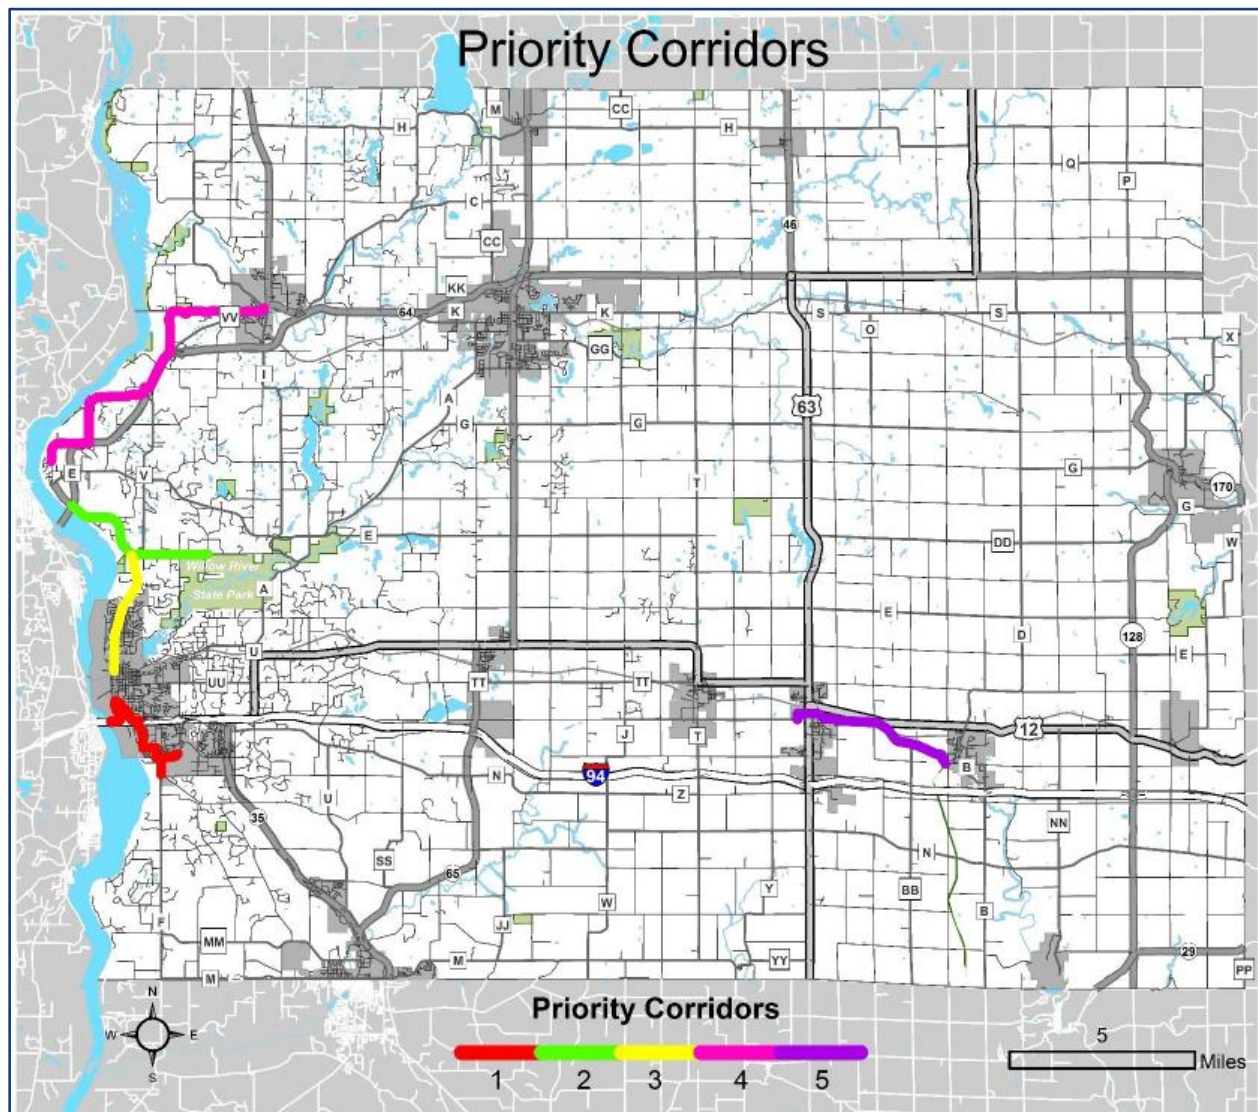 Priority Corridors
M
CC
H
H
Q
P
C
46
CC
KK
VV
64
K
K
S
S
O
X
GG
I
A
63
G
G
E
V
G
T
170
G
E
DD
W
Willow River
State Park
A
E
D
128
E
U
UU
TT
TT
J
T
12
B
N
94
Z
U
35
NN
SS
N
65
Y
BB
W
B
F
JJ
MM
M
M
YY
29
PP
N
W
E
S
Priority Corridors
1
2
3
4
5
5
Miles